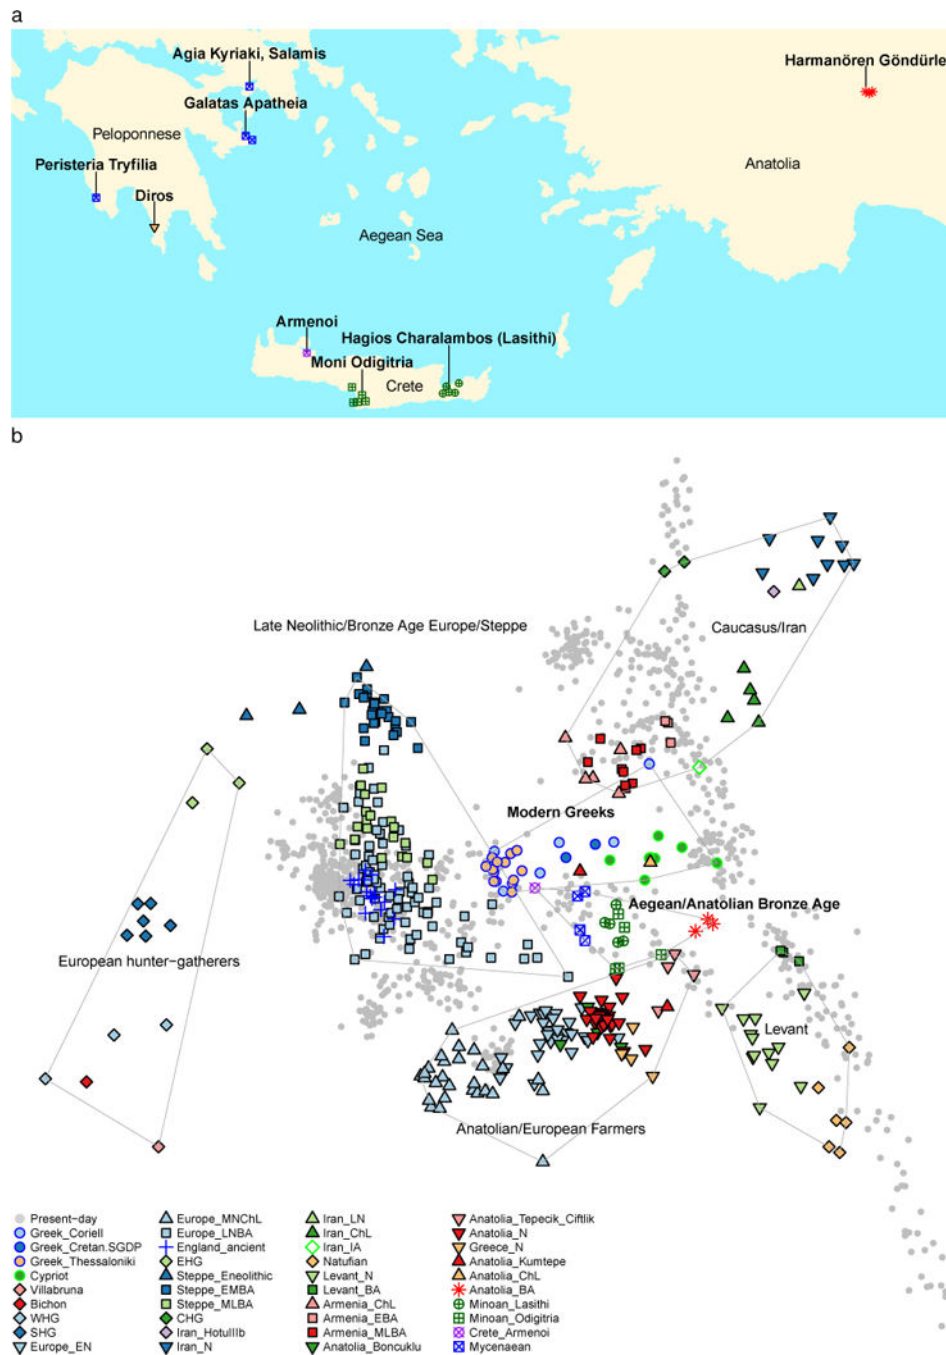 a
Agia Kyriaki, Salamis
Harmanören Göndürle
Galatas Apatheia
Peloponnese
Peristeria Tryfilia
Anatolia
Diros
Aegean Sea
Armenoi
Hagios Charalambos (Lasithi)
Moni Odigitria
Crete
b
Late Neolithic/Bronze Age Europe/Steppe
Caucasus/Iran
Modern Greeks
Aegean/Anatolian Bronze Age
European hunter-gatherers
Levant
Anatolian/European Farmers
Present-day
Greek_Coriell
Greek_Cretan.SGDP
Greek_Thessaloniki
Cypriot
Villabruna
Bichon
WHG
SHG
Europe_EN
Europe_MNChL
Europe_LNBA
England_ancient
EHG
Steppe_Eneolithic
Steppe_EMBA
Steppe_MLBA
CHG
Iran_HotuIIIb
Iran_N
Iran_LN
Iran_ChL
Iran_IA
Natufian
Levant_N
Levant_BA
Armenia_ChL
Armenia_EBA
Armenia_MLBA
Anatolia_Boncuklu
Anatolia_Tepecik_Ciftlik
Anatolia_N
Greece_N
Anatolia_Kumtepe
Anatolia_ChL
Anatolia_BA
Minoan_Lasithi
Minoan_Odigitria
Crete_Armenoi
Mycenaean